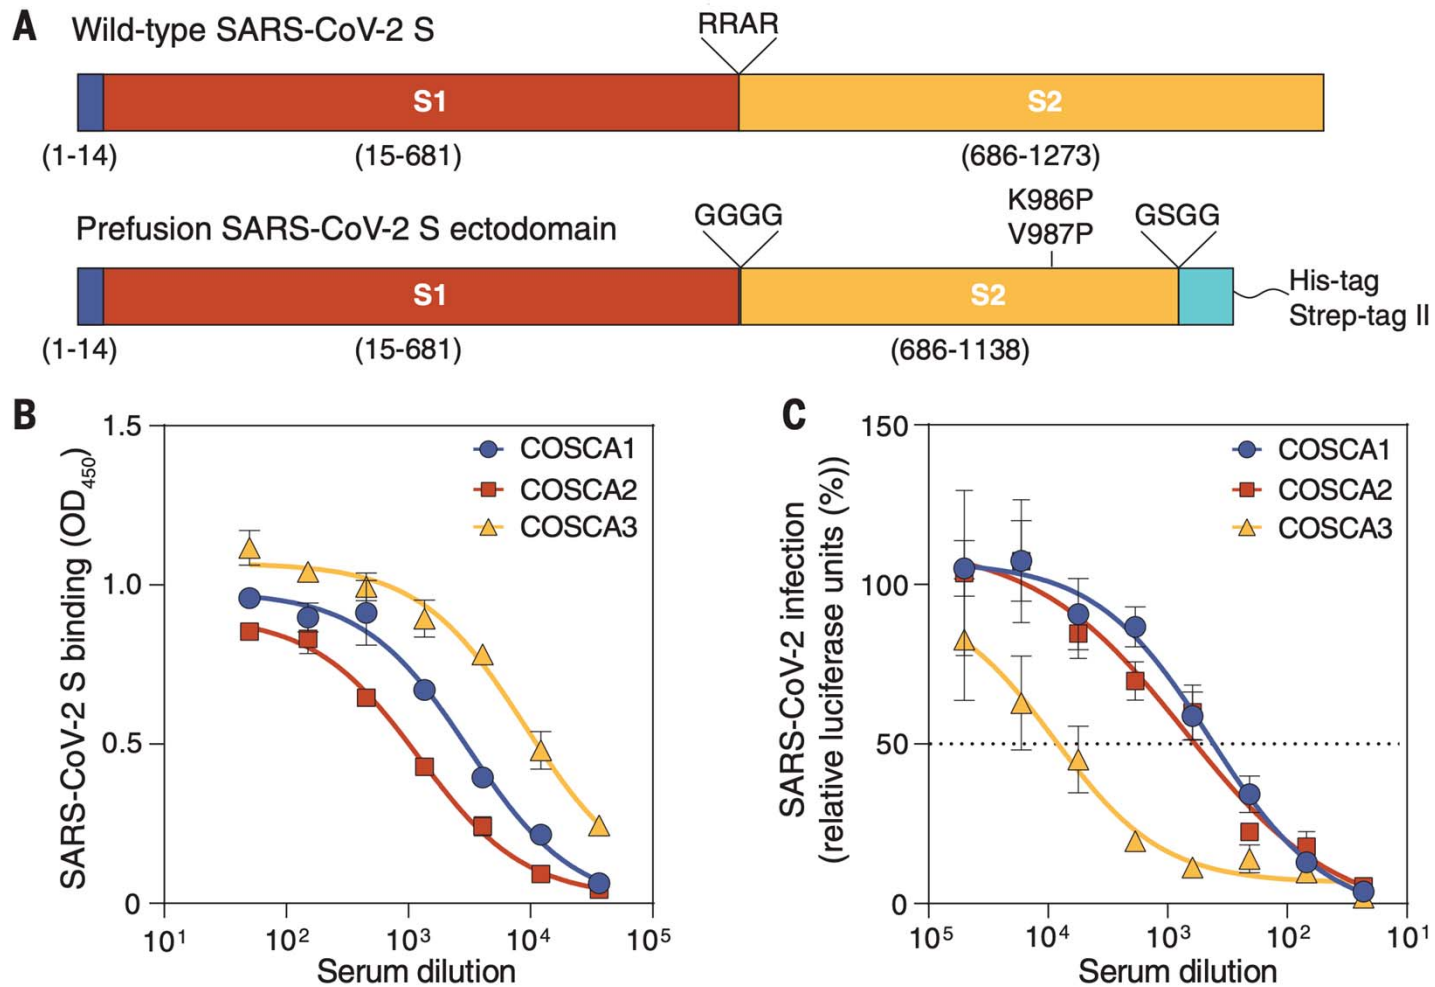 A Wild-type SARS-CoV-2 S
RRAR
S1
S2
(1-14)
(15-681)
(686-1273)
Prefusion SARS-CoV-2 S ectodomain
GGGG
K986P
V987P
GSGG
S1
S2
His-tag
Strep-tag II
(1-14)
(15-681)
(686-1138)
B
SARS-CoV-2 S binding (OD450)
1.5
1.0
0.5
0
COSCA1
COSCA2
COSCA3
10¹ 10² 10³ 10⁴ 10⁵
Serum dilution
C
SARS-CoV-2 infection
(relative luciferase units (%))
150
100
50
0
COSCA1
COSCA2
COSCA3
10⁵ 10⁴ 10³ 10² 10¹
Serum dilution